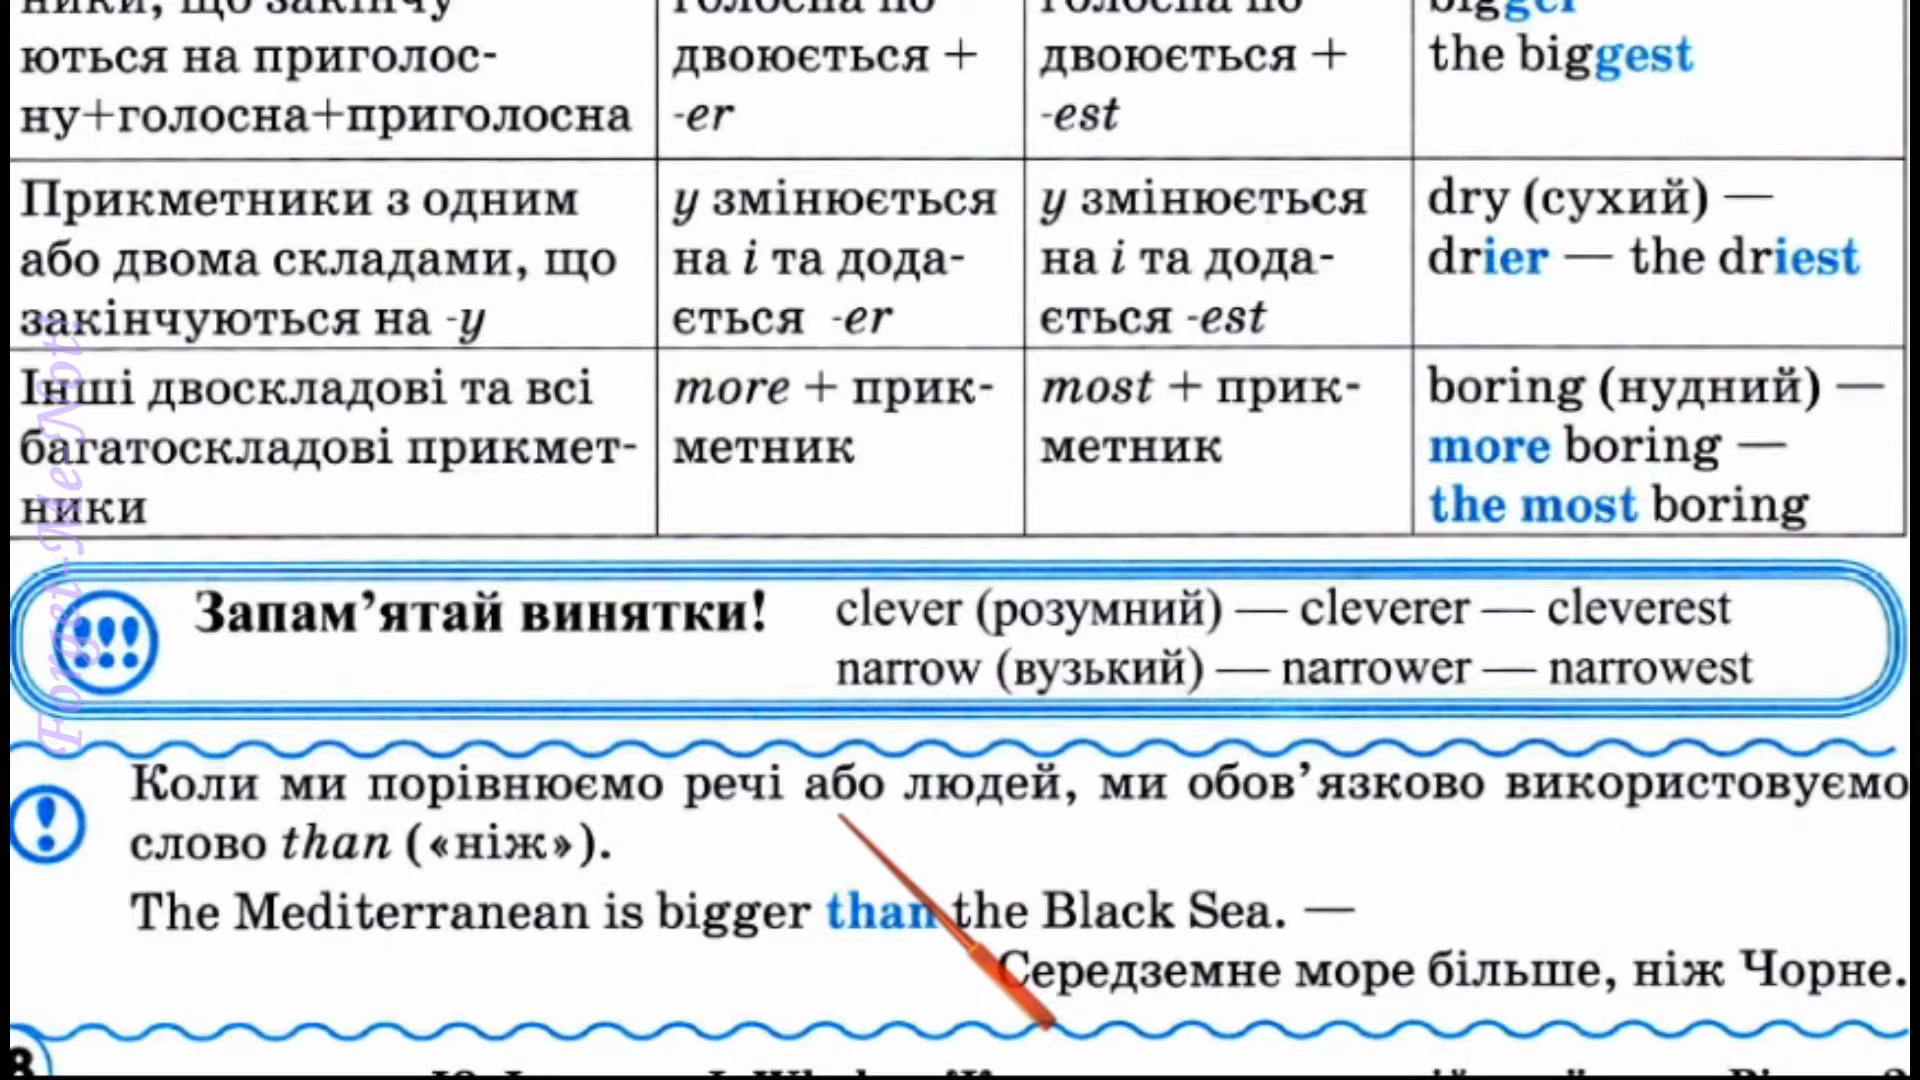 ються на приголос-
ну+голосна+приголосна
двоюється +
-er
двоюється +
-est
the biggest
Прикметники з одним
або двома складами, що
закінчуються на -y
y змінюється
на i та дода-
ється -er
y змінюється
на i та дода-
ється -est
dry (сухий) —
drier — the driest
Інші двоскладові та всі
багатоскладові прикмет-
ники
more + прик-
метник
most + прик-
метник
boring (нудний) —
more boring —
the most boring
Запам’ятай винятки!
clever (розумний) — cleverer — cleverest
narrow (вузький) — narrower — narrowest
Коли ми порівнюємо речі або людей, ми обов’язково використовуємо
слово than («ніж»).
The Mediterranean is bigger than the Black Sea. —
Середземне море більше, ніж Чорне.
8
Forget-Me-Not!